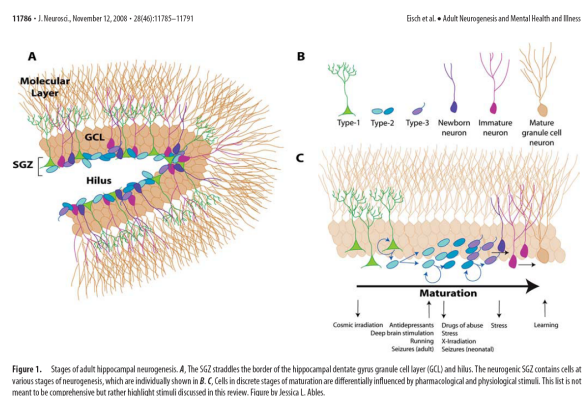 11786 • J. Neurosci., November 12, 2008 • 28(46):11785–11791
Eisch et al. • Adult Neurogenesis and Mental Health and Illness
A
Molecular
Layer
GCL
SGZ
Hilus
B
Type-1
Type-2
Type-3
Newborn
neuron
Immature
neuron
Mature
granule cell
neuron
C
Maturation
Cosmic irradiation
Antidepressants
Deep brain stimulation
Running
Seizures (adult)
Drugs of abuse
Stress
X-Irradiation
Seizures (neonatal)
Stress
Learning
Figure 1. Stages of adult hippocampal neurogenesis. A, The SGZ straddles the border of the hippocampal dentate gyrus granule cell layer (GCL) and hilus. The neurogenic SGZ contains cells at
various stages of neurogenesis, which are individually shown in B. C, Cells in discrete stages of maturation are differentially influenced by pharmacological and physiological stimuli. This list is not
meant to be comprehensive but rather highlight stimuli discussed in this review. Figure by Jessica L. Ables.